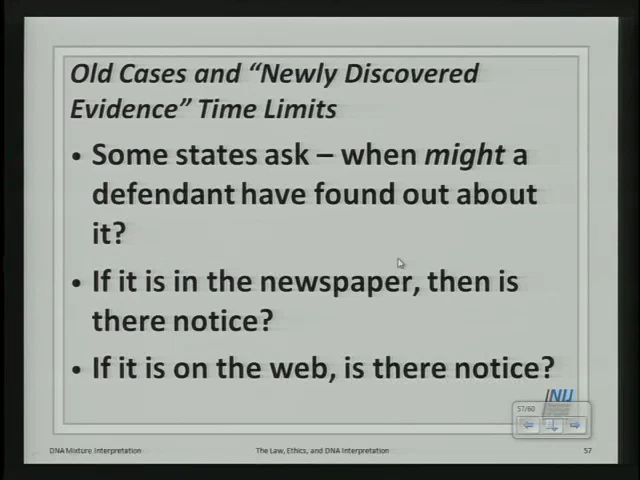 Old Cases and “Newly Discovered
Evidence” Time Limits
• Some states ask – when might a
defendant have found out about
it?
• If it is in the newspaper, then is
there notice?
• If it is on the web, is there notice?
NIJ
57/60
DNA Mixture Interpretation
The Law, Ethics, and DNA Interpretation
57